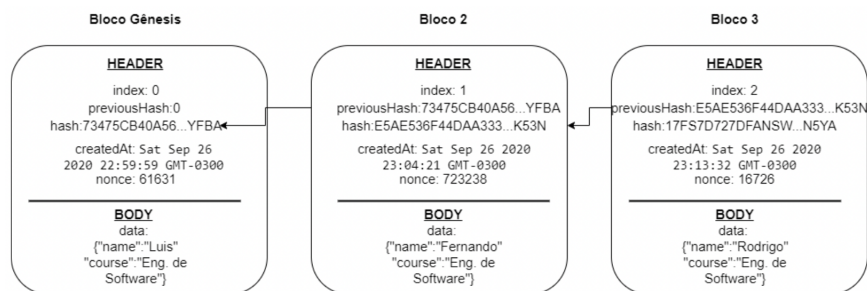 Bloco Gênesis
HEADER
index: 0
previousHash:0
hash:73475CB40A56...YFBA
createdAt: Sat Sep 26
2020 22:59:59 GMT-0300
nonce: 61631
BODY
data:
{"name":"Luis"
"course":"Eng. de
Software"}
Bloco 2
HEADER
index: 1
previousHash:73475CB40A56...YFBA
hash:E5AE536F44DAA333...K53N
createdAt: Sat Sep 26 2020
23:04:21 GMT-0300
nonce: 723238
BODY
data:
{"name":"Fernando"
"course":"Eng. de
Software"}
Bloco 3
HEADER
index: 2
previousHash:E5AE536F44DAA333...K53N
hash:17FS7D727DFANSW...N5YA
createdAt: Sat Sep 26 2020
23:13:32 GMT-0300
nonce: 16726
BODY
data:
{"name":"Rodrigo"
"course":"Eng. de
Software"}